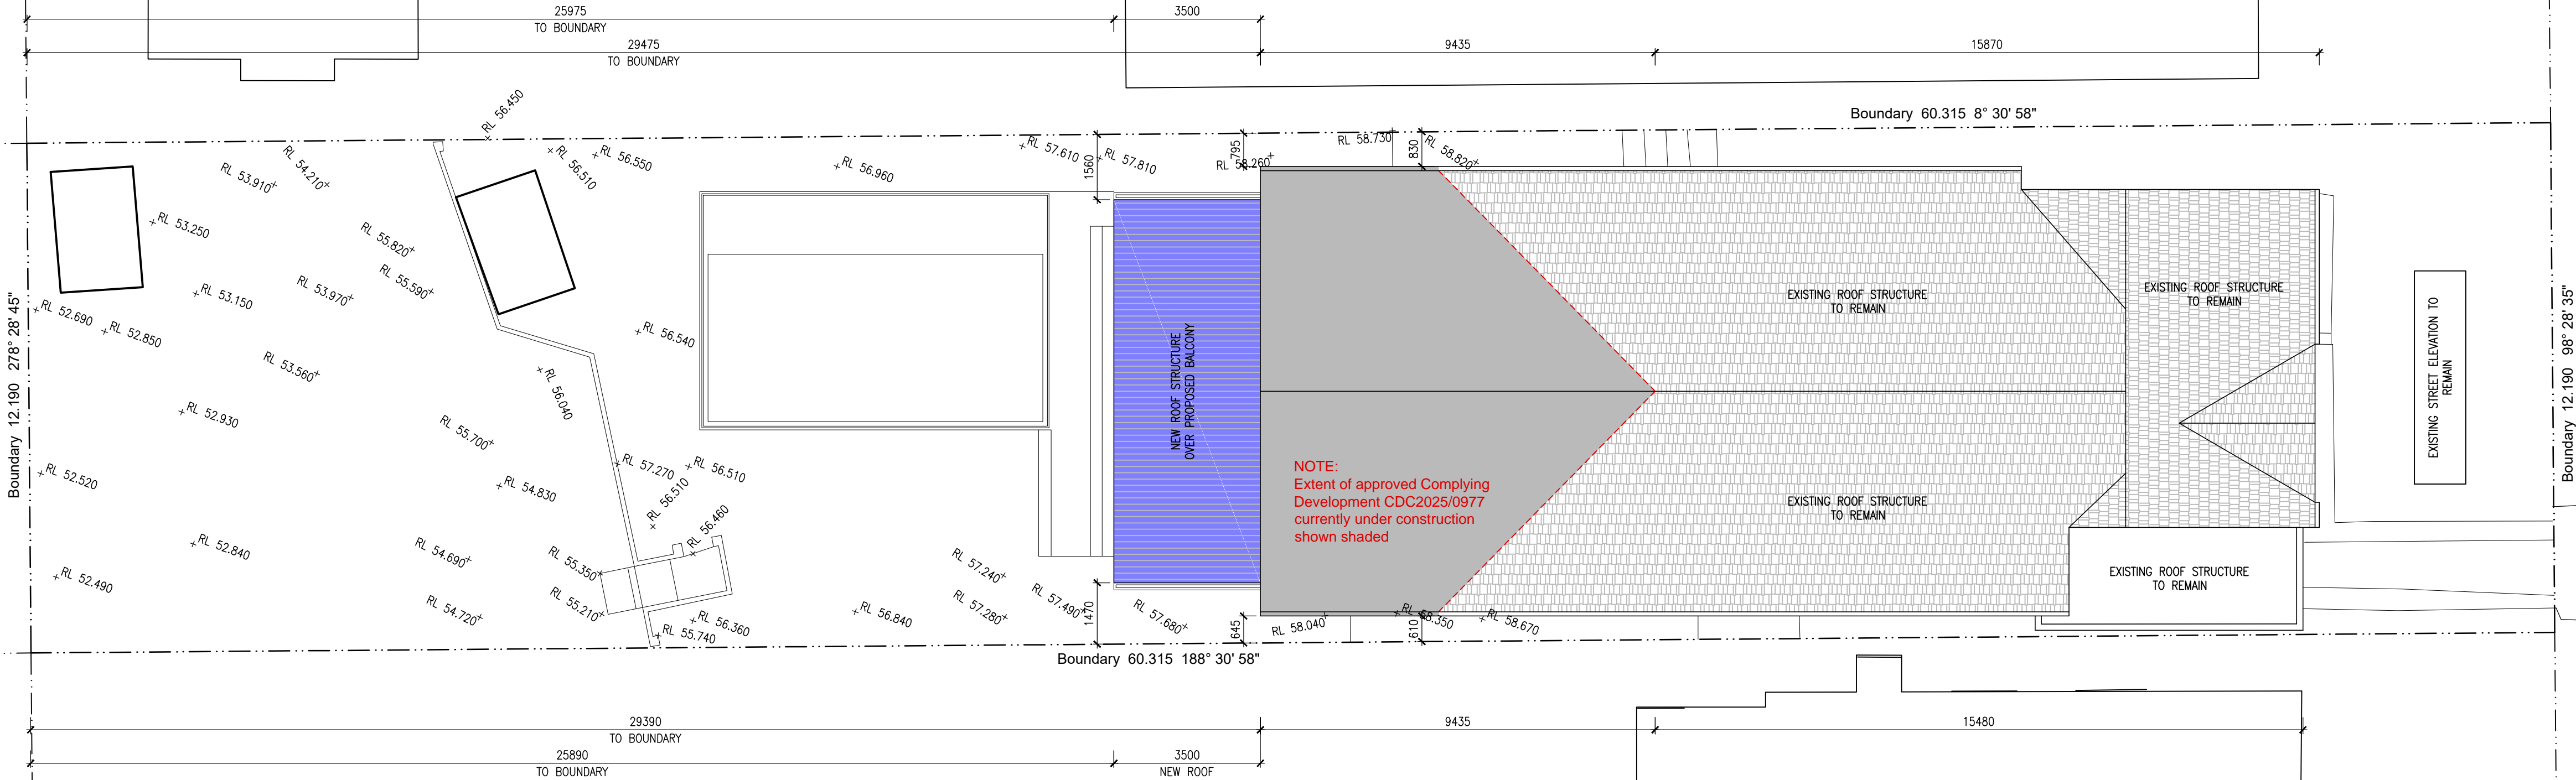 25975
TO BOUNDARY
3500
29475
TO BOUNDARY
9435
15870
Boundary 60.315 8° 30' 58"
RL 56.450
RL 54.210
RL 53.910
RL 56.510
RL 56.550
RL 56.960
RL 57.610
RL 57.810
1560
RL 58.260
795
RL 58.730
830
RL 58.820
RL 53.250
RL 55.820
RL 55.590
RL 53.150
RL 53.970
RL 52.690
RL 52.850
RL 53.560
RL 56.540
RL 56.040
RL 52.930
RL 55.700
RL 57.270
RL 56.510
RL 52.520
RL 54.830
RL 56.510
RL 56.460
RL 52.840
RL 54.690
RL 55.350
RL 52.490
RL 54.720
RL 55.210
RL 56.360
RL 55.740
RL 56.840
RL 57.240
RL 57.280
RL 57.490
1470
RL 57.680
645
RL 58.040
610
RL 58.350
RL 58.670
Boundary 12.190 278° 28' 45"
NEW ROOF STRUCTURE
OVER PROPOSED BALCONY
NOTE:
Extent of approved Complying
Development CDC2025/0977
currently under construction
shown shaded
EXISTING ROOF STRUCTURE
TO REMAIN
EXISTING ROOF STRUCTURE
TO REMAIN
EXISTING ROOF STRUCTURE
TO REMAIN
EXISTING ROOF STRUCTURE
TO REMAIN
EXISTING STREET ELEVATION TO
REMAIN
Boundary 12.190 98° 28' 35"
Boundary 60.315 188° 30' 58"
29390
TO BOUNDARY
9435
15480
25890
TO BOUNDARY
3500
NEW ROOF